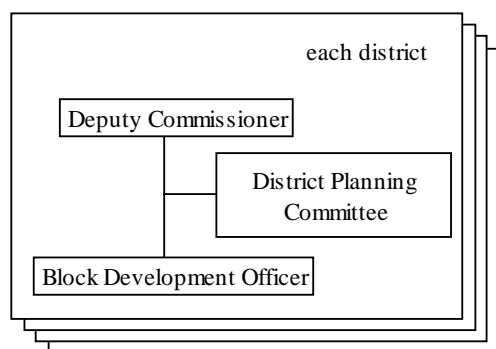 each district
Deputy Commissioner
District Planning
Committee
Block Development Officer